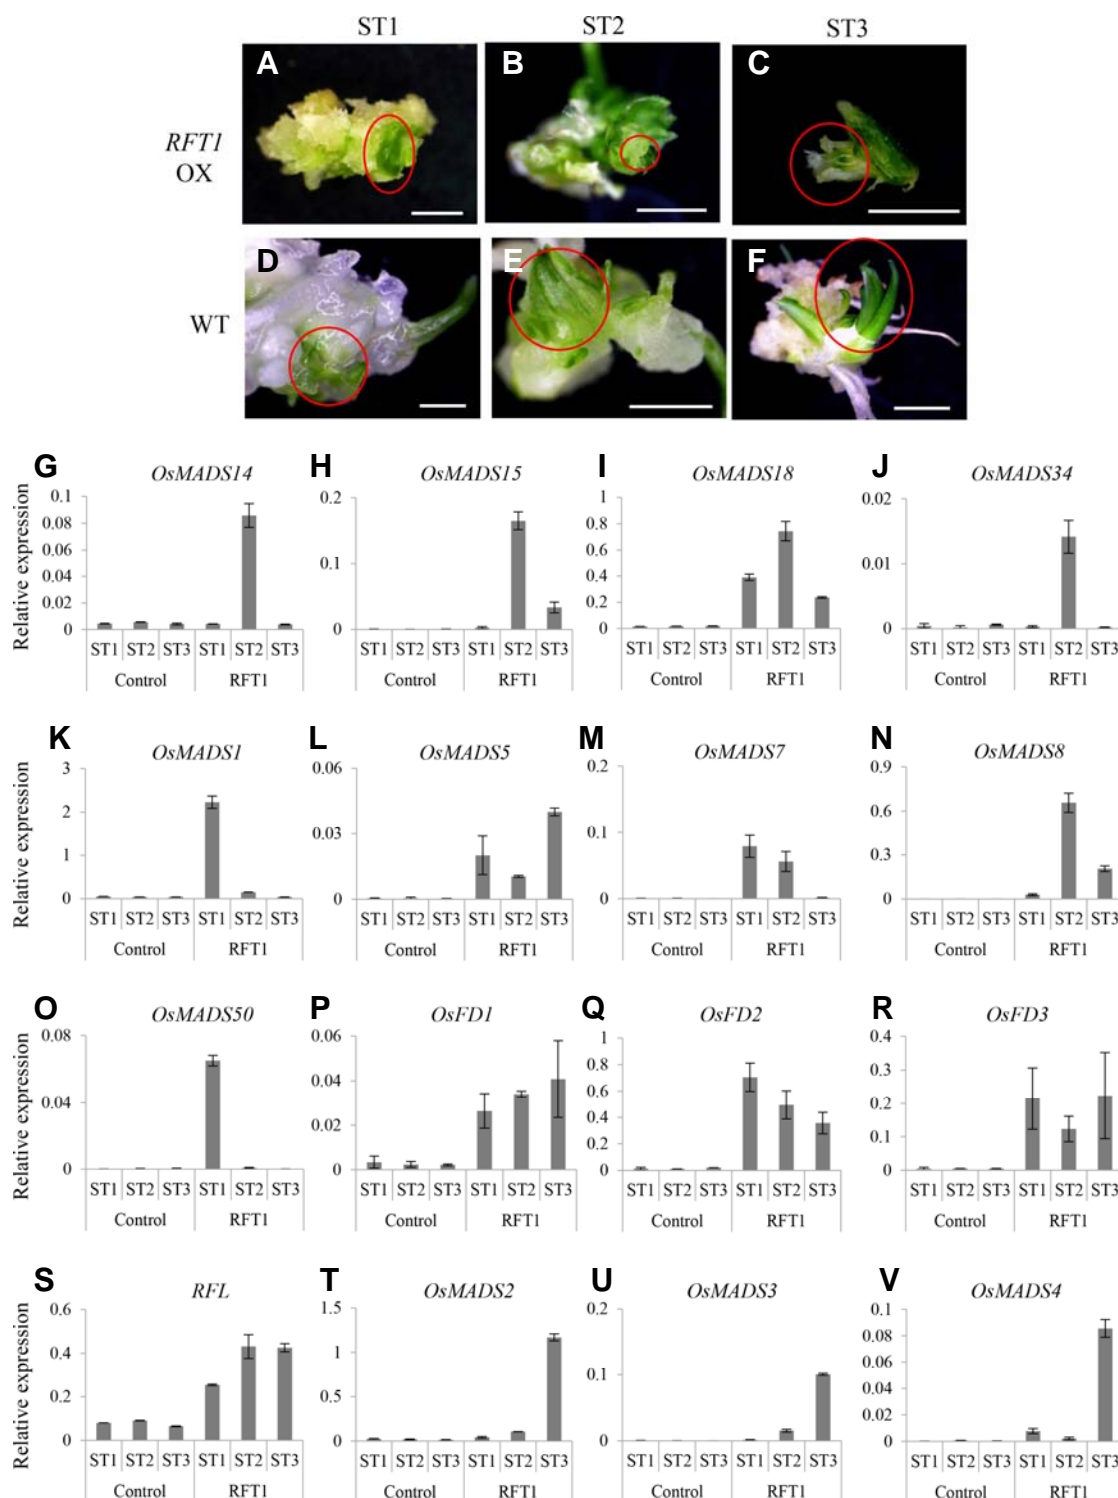 ST1 ST2 ST3
RFT1 OX
A B C
WT
D E F
G OsMADS14 H OsMADS15 I OsMADS18 J OsMADS34
Relative expression
0.1 0.08 0.06 0.04 0.02 0
0.2 0.1 0
1 0.8 0.6 0.4 0.2 0
0.02 0.01 0
ST1 ST2 ST3 ST1 ST2 ST3 ST1 ST2 ST3 ST1 ST2 ST3 ST1 ST2 ST3 ST1 ST2 ST3 ST1 ST2 ST3 ST1 ST2 ST3
Control RFT1 Control RFT1 Control RFT1 Control RFT1
K OsMADS1 L OsMADS5 M OsMADS7 N OsMADS8
Relative expression
3 2 1 0
0.06 0.03 0
0.2 0.1 0
0.9 0.6 0.3 0
ST1 ST2 ST3 ST1 ST2 ST3 ST1 ST2 ST3 ST1 ST2 ST3 ST1 ST2 ST3 ST1 ST2 ST3 ST1 ST2 ST3 ST1 ST2 ST3
Control RFT1 Control RFT1 Control RFT1 Control RFT1
O OsMADS50 P OsFD1 Q OsFD2 R OsFD3
Relative expression
0.08 0.04 0
0.06 0.04 0.02 0
1 0.8 0.6 0.4 0.2 0
0.4 0.3 0.2 0.1 0
ST1 ST2 ST3 ST1 ST2 ST3 ST1 ST2 ST3 ST1 ST2 ST3 ST1 ST2 ST3 ST1 ST2 ST3 ST1 ST2 ST3 ST1 ST2 ST3
Control RFT1 Control RFT1 Control RFT1 Control RFT1
S RFL T OsMADS2 U OsMADS3 V OsMADS4
Relative expression
0.6 0.4 0.2 0
1.5 1 0.5 0
0.2 0.1 0
0.1 0.08 0.06 0.04 0.02 0
ST1 ST2 ST3 ST1 ST2 ST3 ST1 ST2 ST3 ST1 ST2 ST3 ST1 ST2 ST3 ST1 ST2 ST3 ST1 ST2 ST3 ST1 ST2 ST3
Control RFT1 Control RFT1 Control RFT1 Control RFT1